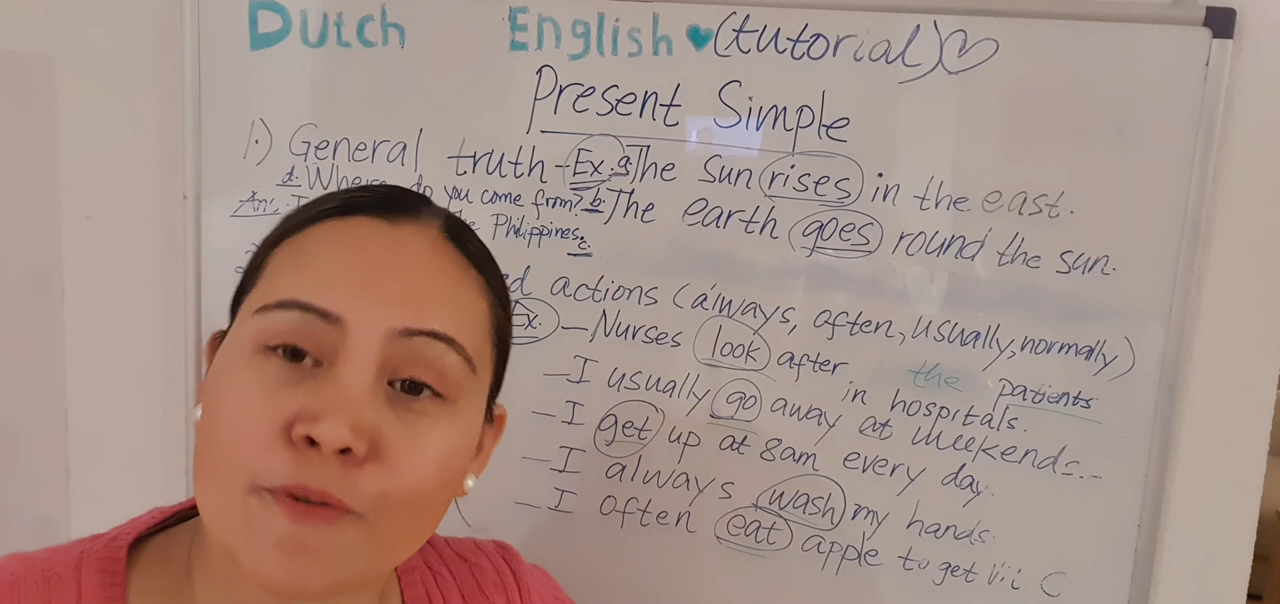 Dutch English (tutorial)
Present Simple
1.) General truth - Ex. a. The sun rises in the east.
d. Where do you come from? b. The earth goes round the sun.
Ans: Philippines. c.
actions (always, often, usually, normally)
Ex. - Nurses look after the patients
in hospitals.
- I usually go away at weekends.
- I get up at 8am every day.
- I always wash my hands.
- I often eat apple to get C